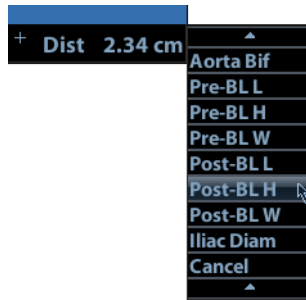 + Dist 2.34 cm
Aorta Bif
Pre-BL L
Pre-BL H
Pre-BL W
Post-BL L
Post-BL H
Post-BL W
Iliac Diam
Cancel